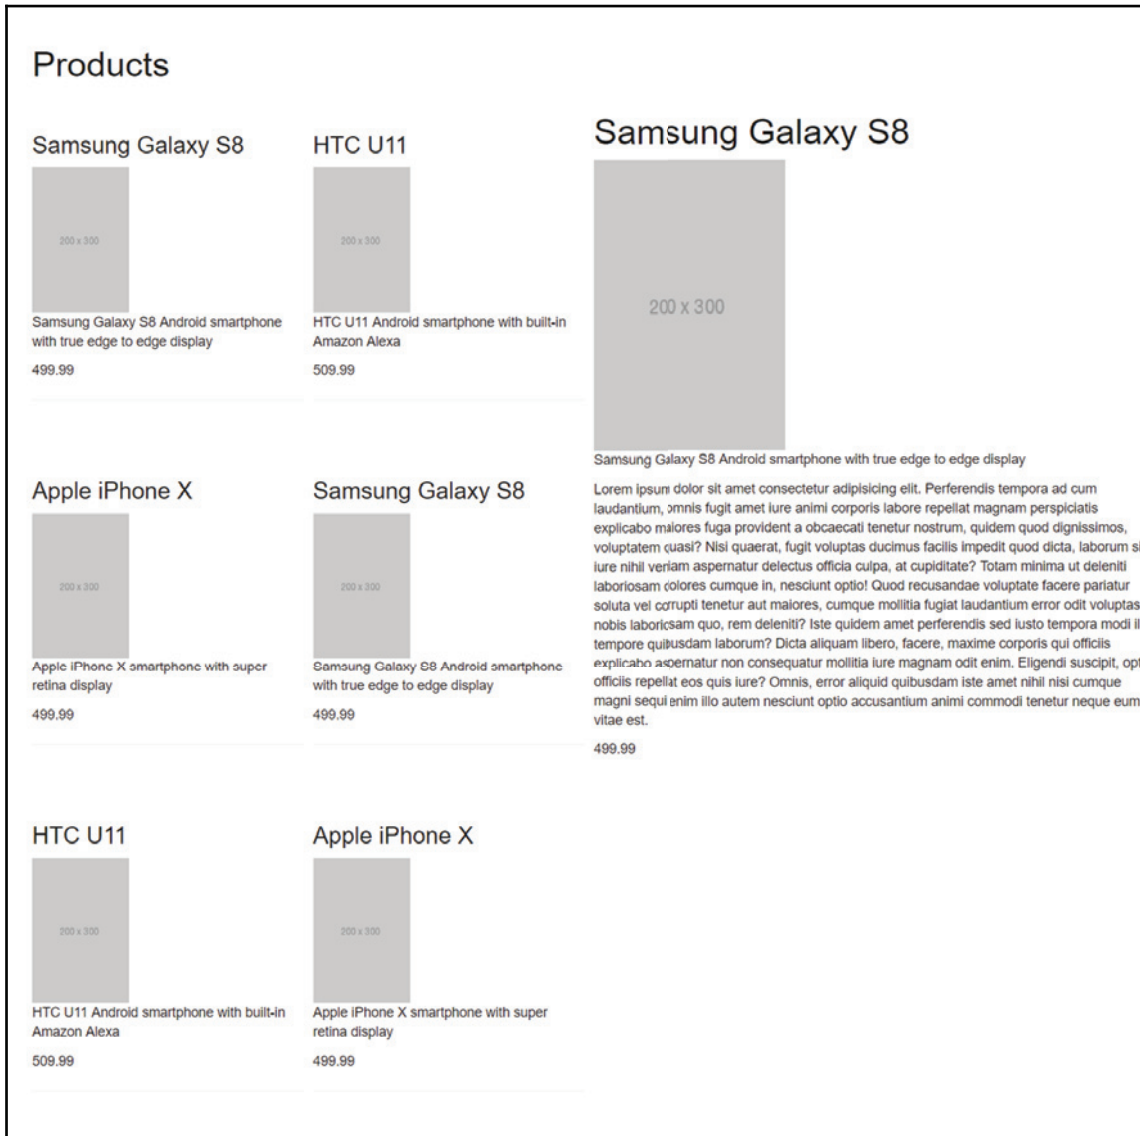 Products
Samsung Galaxy S8
200 x 300
Samsung Galaxy S8 Android smartphone
with true edge to edge display
499.99
HTC U11
200 x 300
HTC U11 Android smartphone with built-in
Amazon Alexa
509.99
Apple iPhone X
200 x 300
Apple iPhone X smartphone with super
retina display
499.99
Samsung Galaxy S8
200 x 300
Samsung Galaxy S8 Android smartphone
with true edge to edge display
499.99
HTC U11
200 x 300
HTC U11 Android smartphone with built-in
Amazon Alexa
509.99
Apple iPhone X
200 x 300
Apple iPhone X smartphone with super
retina display
499.99
Samsung Galaxy S8
200 x 300
Samsung Galaxy S8 Android smartphone with true edge to edge display
Lorem ipsum dolor sit amet consectetur adipisicing elit. Perferendis tempora ad cum
laudantium, omnis fugit amet iure animi corporis labore repellat magnam perspiciatis
explicabo maiores fuga provident a obcaecati tenetur nostrum, quidem quod dignissimos,
voluptatem quasi? Nisi quaerat, fugit voluptas ducimus facilis impedit quod dicta, laborum
iure nihil veniam aspernatur delectus officia culpa, at cupiditate? Totam minima ut deleniti
laboriosam dolores cumque in, nesciunt optio! Quod recusandae voluptate facere pariatur
soluta vel corrupti tenetur aut maiores, cumque mollitia fugiat laudantium error odit voluptas
nobis laboriosam quo, rem deleniti? Iste quidem amet perferendis sed iusto tempora modi
tempore quibusdam laborum? Dicta aliquam libero, facere, maxime corporis qui officiis
explicabo aspernatur non consequatur mollitia iure magnam odit enim. Eligendi suscipit,
officiis repellat eos quis iure? Omnis, error aliquid quibusdam iste amet nihil nisi cumque
magni sequi enim illo autem nesciunt optio accusantium animi commodi tenetur neque eum
vitae est.
499.99